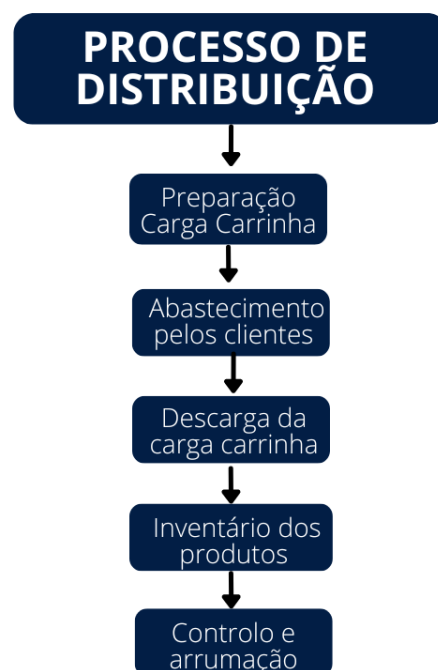 PROCESSO DE
DISTRIBUIÇÃO
Preparação
Carga Carrinha
Abastecimento
pelos clientes
Descarga da
carga carrinha
Inventário dos
produtos
Controlo e
arrumação